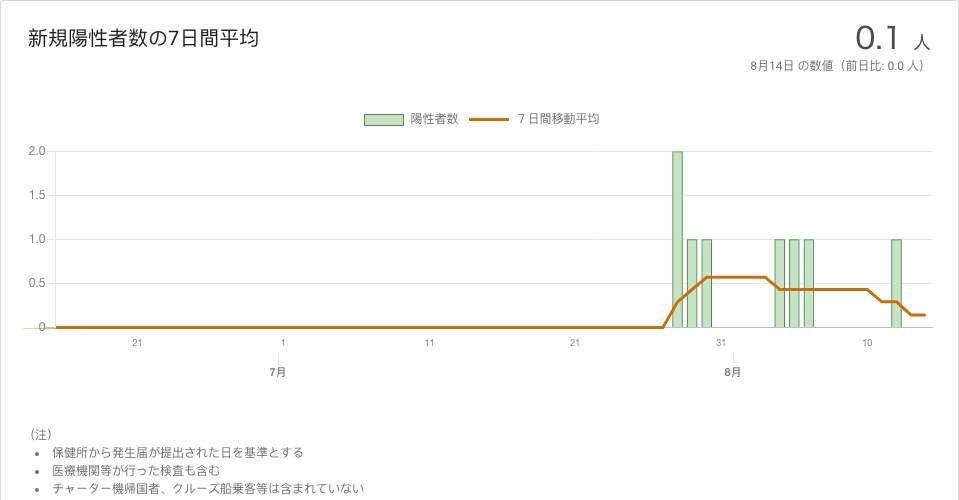 新規陽性者数の7日間平均
0.1 人
8月14日 の数値（前日比: 0.0 人）
陽性者数 7 日間移動平均
2.0
1.5
1.0
0.5
0
21 1 11 21 31 10
7月 8月
（注）
• 保健所から発生届が提出された日を基準とする
• 医療機関等が行った検査も含む
• チャーター機帰国者、クルーズ船乗客等は含まれていない